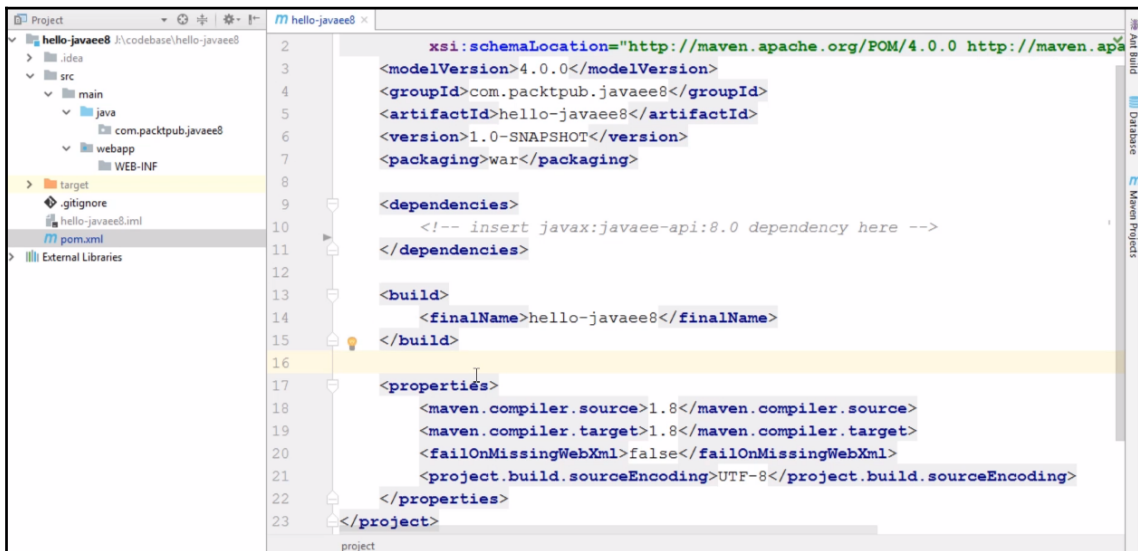 Project
hello-javaee8
hello-javaee8 J:\codebase\hello-javaee8
.idea
src
main
java
com.packtpub.javaee8
webapp
WEB-INF
target
.gitignore
hello-javaee8.iml
pom.xml
External Libraries
2 xsi:schemaLocation="http://maven.apache.org/POM/4.0.0 http://maven.apa
3 <modelVersion>4.0.0</modelVersion>
4 <groupId>com.packtpub.javaee8</groupId>
5 <artifactId>hello-javaee8</artifactId>
6 <version>1.0-SNAPSHOT</version>
7 <packaging>war</packaging>
8
9 <dependencies>
10 <!-- insert javax:javaee-api:8.0 dependency here -->
11 </dependencies>
12
13 <build>
14 <finalName>hello-javaee8</finalName>
15 </build>
16
17 <properties>
18 <maven.compiler.source>1.8</maven.compiler.source>
19 <maven.compiler.target>1.8</maven.compiler.target>
20 <failOnMissingWebXml>false</failOnMissingWebXml>
21 <project.build.sourceEncoding>UTF-8</project.build.sourceEncoding>
22 </properties>
23 </project>
project
Ant Build
Database
Maven Projects